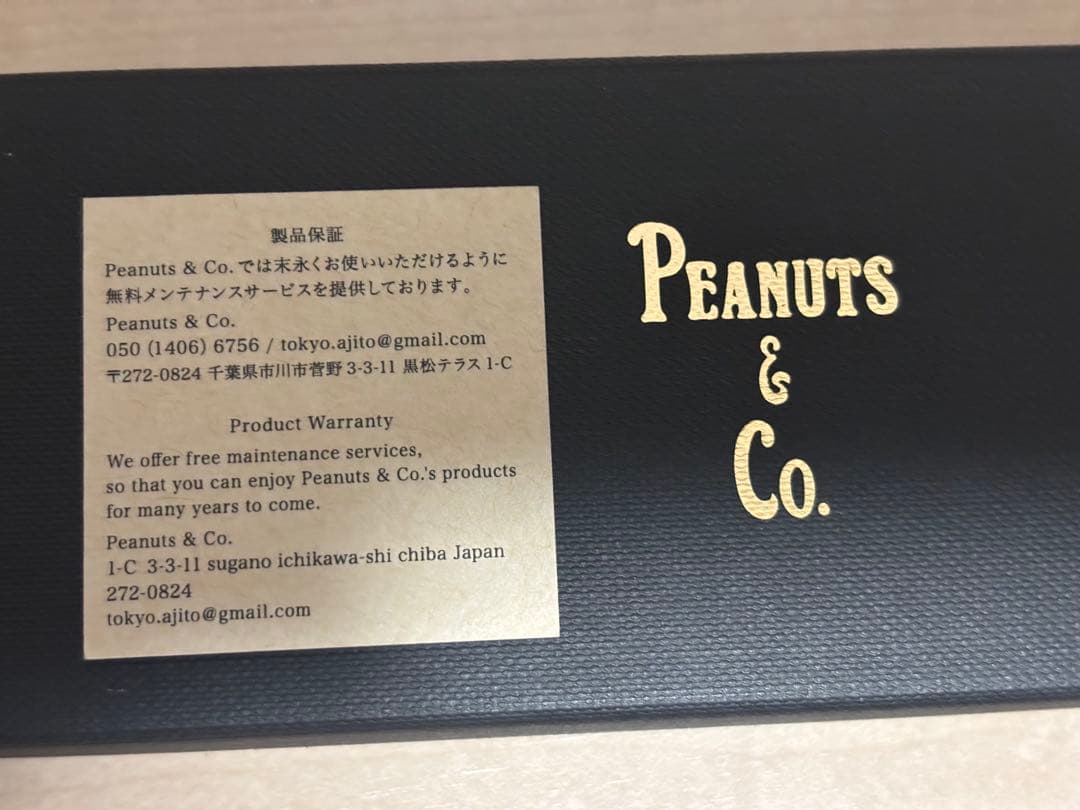 製品保証
Peanuts & Co. では末永くお使いいただけるように
無料メンテナンスサービスを提供しております。
Peanuts & Co.
050 (1406) 6756 / tokyo.ajito@gmail.com
〒272-0824 千葉県市川市菅野 3-3-11 黒松テラス 1-C
Product Warranty
We offer free maintenance services,
so that you can enjoy Peanuts & Co.'s products
for many years to come.
Peanuts & Co.
1-C 3-3-11 sugano ichikawa-shi chiba Japan
272-0824
tokyo.ajito@gmail.com
PEANUTS
&
Co.